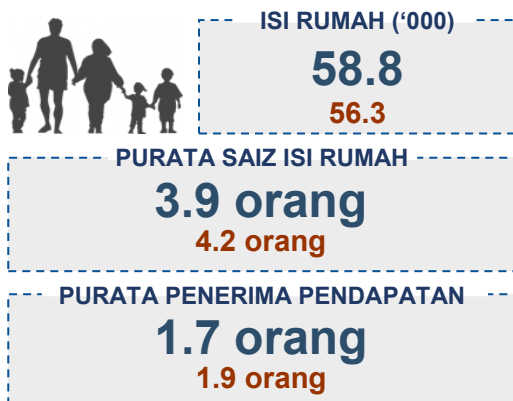 ISI RUMAH (‘000)
58.8
56.3
PURATA SAIZ ISI RUMAH
3.9 orang
4.2 orang
PURATA PENERIMA PENDAPATAN
1.7 orang
1.9 orang